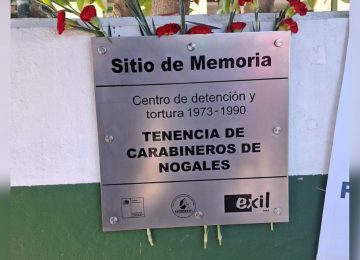 Sitio de Memoria
Centro de detención y
tortura 1973-1990
TENENCIA DE
CARABINEROS DE
NOGALES
exil